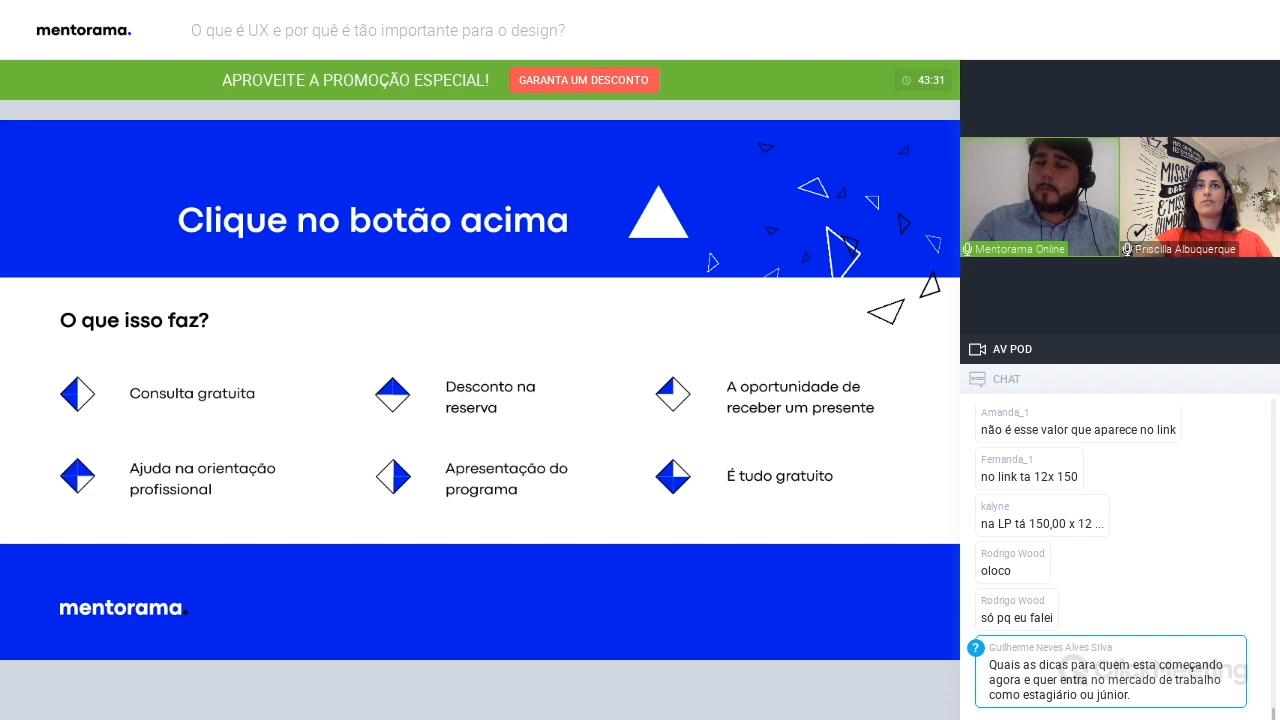 mentorama.
O que é UX e por quê é tão importante para o design?
APROVEITE A PROMOÇÃO ESPECIAL!
GARANTA UM DESCONTO
43:31
Clique no botão acima
O que isso faz?
Consulta gratuita
Desconto na
reserva
A oportunidade de
receber um presente
Ajuda na orientação
profissional
Apresentação do
programa
É tudo gratuito
mentorama.
MISSÃO
DADA
É MISSÃO
Mentorama Online
Priscilla Albuquerque
AV POD
CHAT
Amanda_1
não é esse valor que aparece no link
Fernanda_1
no link ta 12x 150
kalyne
na LP tá 150,00 x 12 ...
Rodrigo Wood
oloco
Rodrigo Wood
só pq eu falei
?
Guilherme Neves Alves Silva
Quais as dicas para quem esta começando
agora e quer entra no mercado de trabalho
como estagiário ou júnior.
ClickMeeting